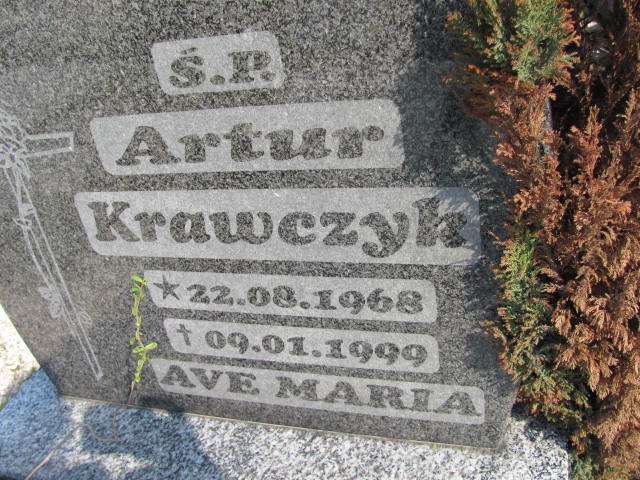 Ś.P.
Artur
Krawczyk
★ 22.08.1968
† 09.01.1999
AVE MARIA